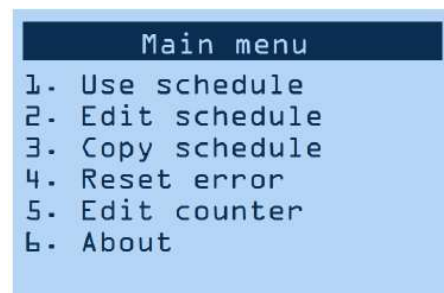 Main menu
1. Use schedule
2. Edit schedule
3. Copy schedule
4. Reset error
5. Edit counter
6. About